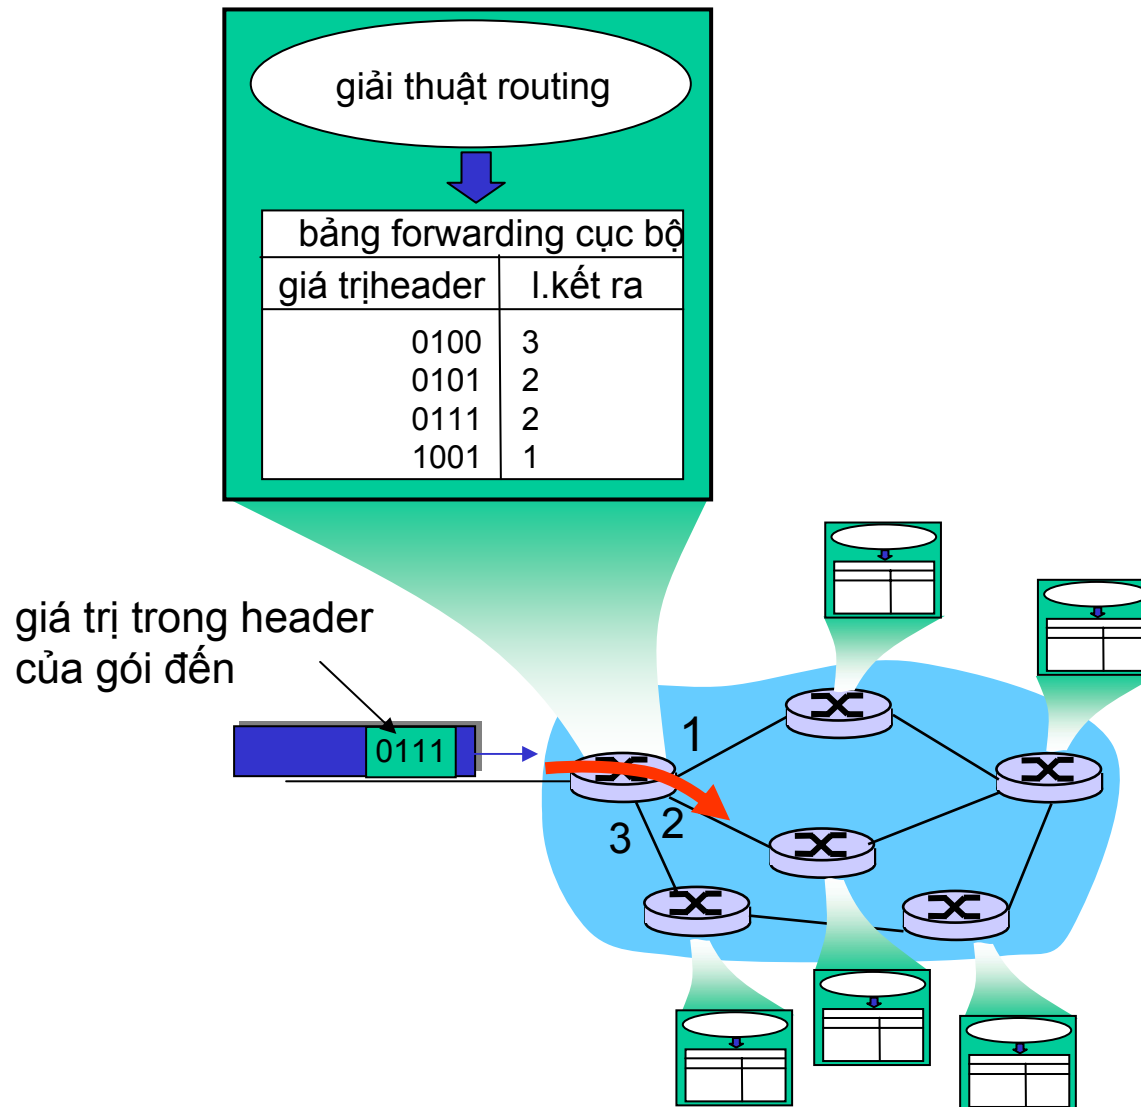 giải thuật routing
bảng forwarding cục bộ
giá trịheader l.kết ra
0100 3
0101 2
0111 2
1001 1
giá trị trong header
của gói đến
0111
1
2
3